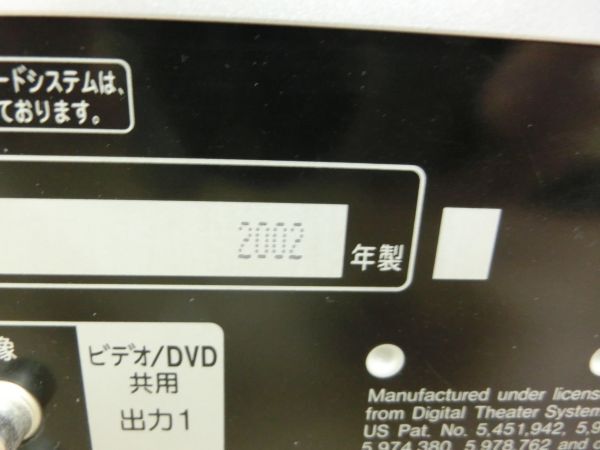 ードシステムは、
ております。
2002
年製
像
ビデオ/DVD
共用
出力1
Manufactured under license
from Digital Theater System
US Pat. No. 5,451,942, 5,9
5,974,380, 5,978,762 and o